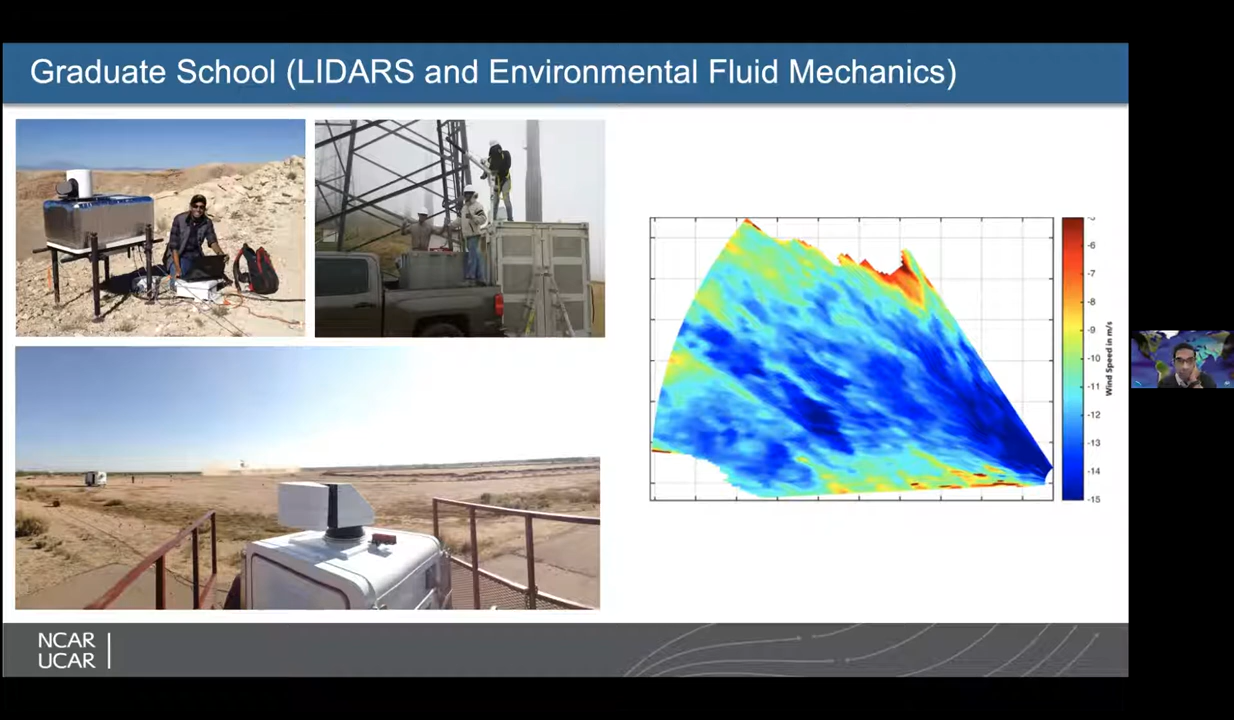 Graduate School (LIDARS and Environmental Fluid Mechanics)
-6
-7
-8
-9
-10
-11
-12
-13
-14
-15
Wind Speed in m/s
NCAR
UCAR